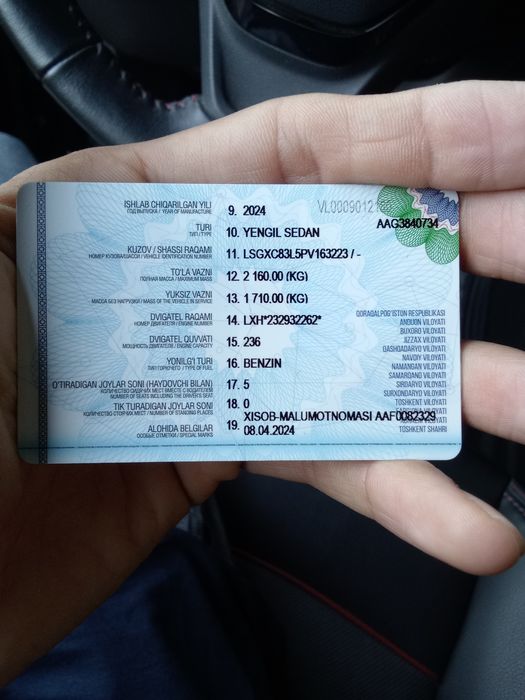 ISHLAB CHIQARILGAN YILI 9. 2024
ГОД ВЫПУСКА / YEAR OF MANUFACTURE
VL0009012
AAG3840734
TURI 10. YENGIL SEDAN
ТИП / TYPE
KUZOV / SHASSI RAQAMI 11. LSGXC83L5PV163223 / -
НОМЕР КУЗОВА/ШАССИ / VEHICLE IDENTIFICATION NUMBER
TO'LA VAZNI 12. 2 160,00 (KG)
ПОЛНАЯ МАССА / MAXIMUM MASS
YUKSIZ VAZNI 13. 1 710,00 (KG)
МАССА БЕЗ НАГРУЗКИ / MASS OF THE VEHICLE IN SERVICE
DVIGATEL RAQAMI 14. LXH*232932262*
НОМЕР ДВИГАТЕЛЯ / ENGINE NUMBER
DVIGATEL QUVVATI 15. 236
МОЩНОСТЬ ДВИГАТЕЛЯ / ENGINE CAPACITY
YONILG'I TURI 16. BENZIN
ТИП ГОРЮЧЕГО / TYPE OF FUEL
O'TIRADIGAN JOYLAR SONI (HAYDOVCHI BILAN) 17. 5
КОЛИЧЕСТВО СИДЯЧИХ МЕСТ ВМЕСТЕ С ВОДИТЕЛЕМ
NUMBER OF SEATS INCLUDING THE DRIVER'S SEAT
TIK TURADIGAN JOYLAR SONI 18. 0
КОЛИЧЕСТВО СТОЯЧИХ МЕСТ / NUMBER OF STANDING PLACES
XISOB-MALUMOTNOMASI AAF0082329
ALOHIDA BELGILAR 19. 08.04.2024
ОСОБЫЕ ОТМЕТКИ / SPECIAL MARKS
QORAQALPOG'ISTON RESPUBLIKASI
ANDIJON VILOYATI
BUXORO VILOYATI
JIZZAX VILOYATI
QASHQADARYO VILOYATI
NAVOIY VILOYATI
NAMANGAN VILOYATI
SAMARQAND VILOYATI
SIRDARYO VILOYATI
SURXONDARYO VILOYATI
TOSHKENT VILOYATI
VILOYATI
VILOYATI
TOSHKENT SHAHRI